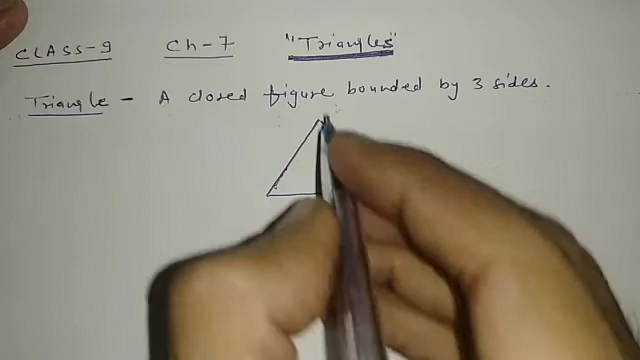 CLASS-9 Ch-7 "Triangles"
Triangle - A closed figure bounded by 3 sides.